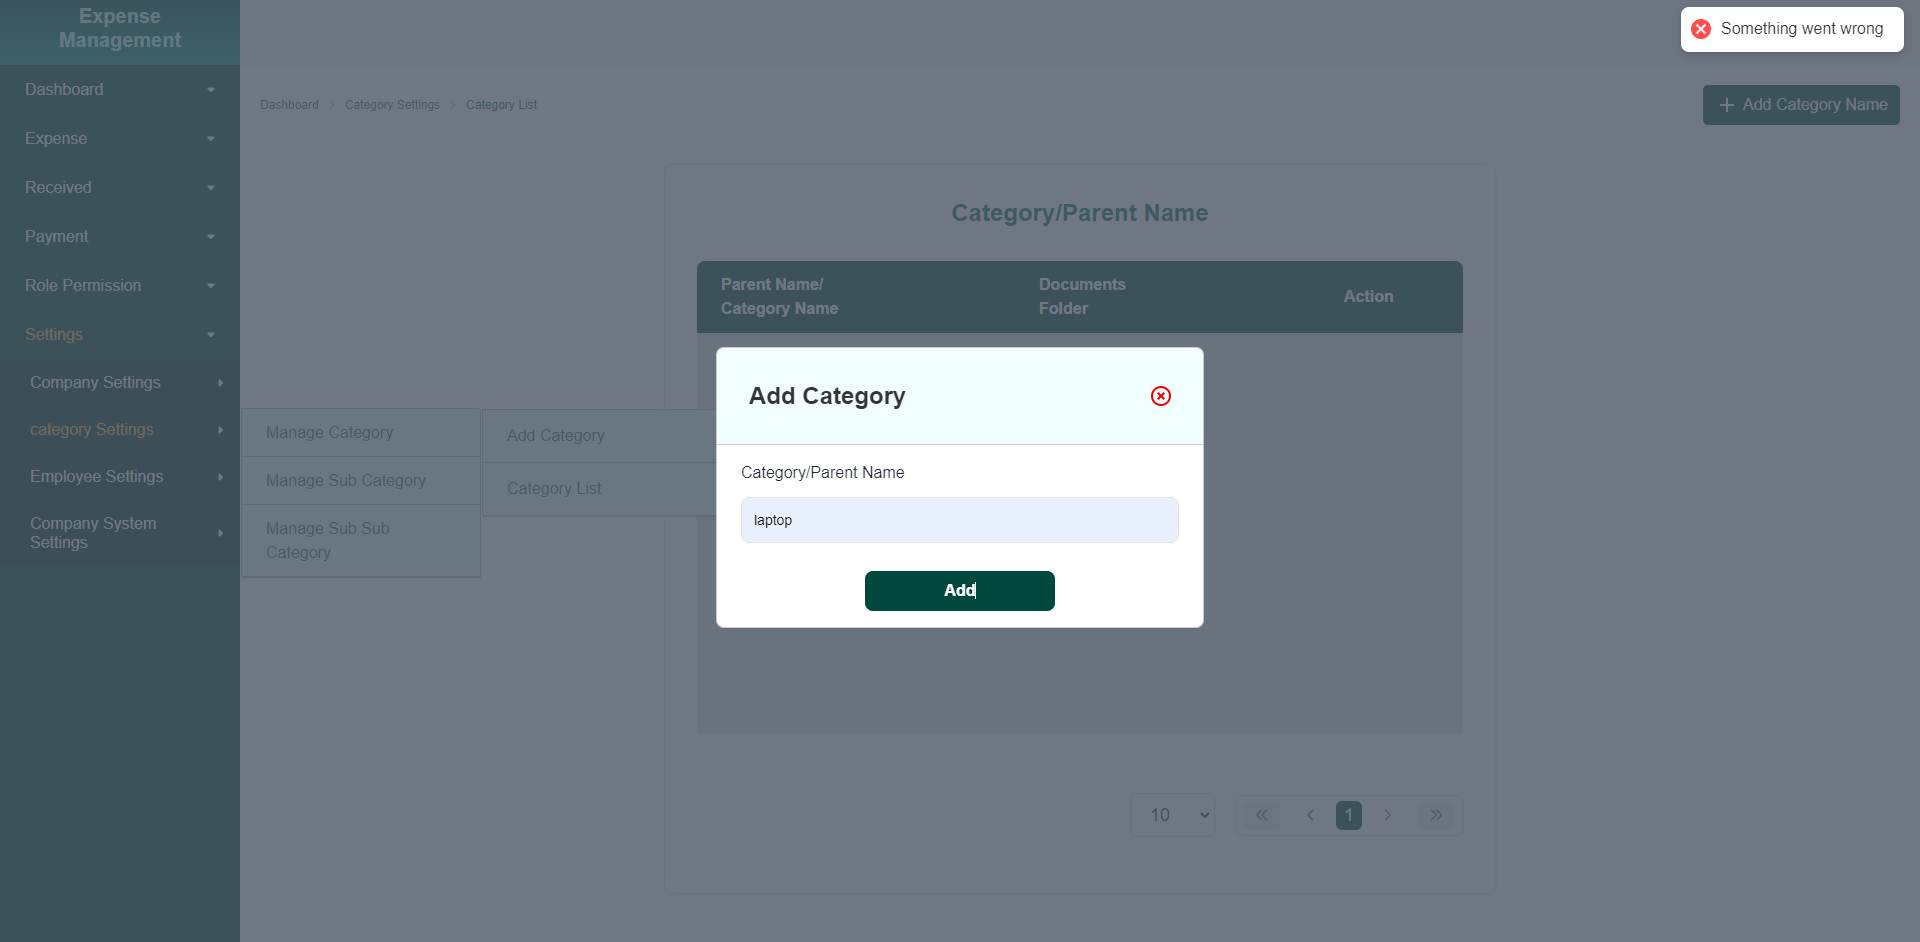 Expense
Management
Something went wrong
Dashboard
Expense
Received
Payment
Role Permission
Settings
Company Settings
category Settings
Employee Settings
Company System
Settings
Dashboard > Category Settings > Category List
Add Category Name
Manage Category
Manage Sub Category
Manage Sub Sub
Category
Add Category
Category List
Category/Parent Name
Parent Name/
Category Name
Documents
Folder
Action
Add Category
Category/Parent Name
laptop
Add
10
1